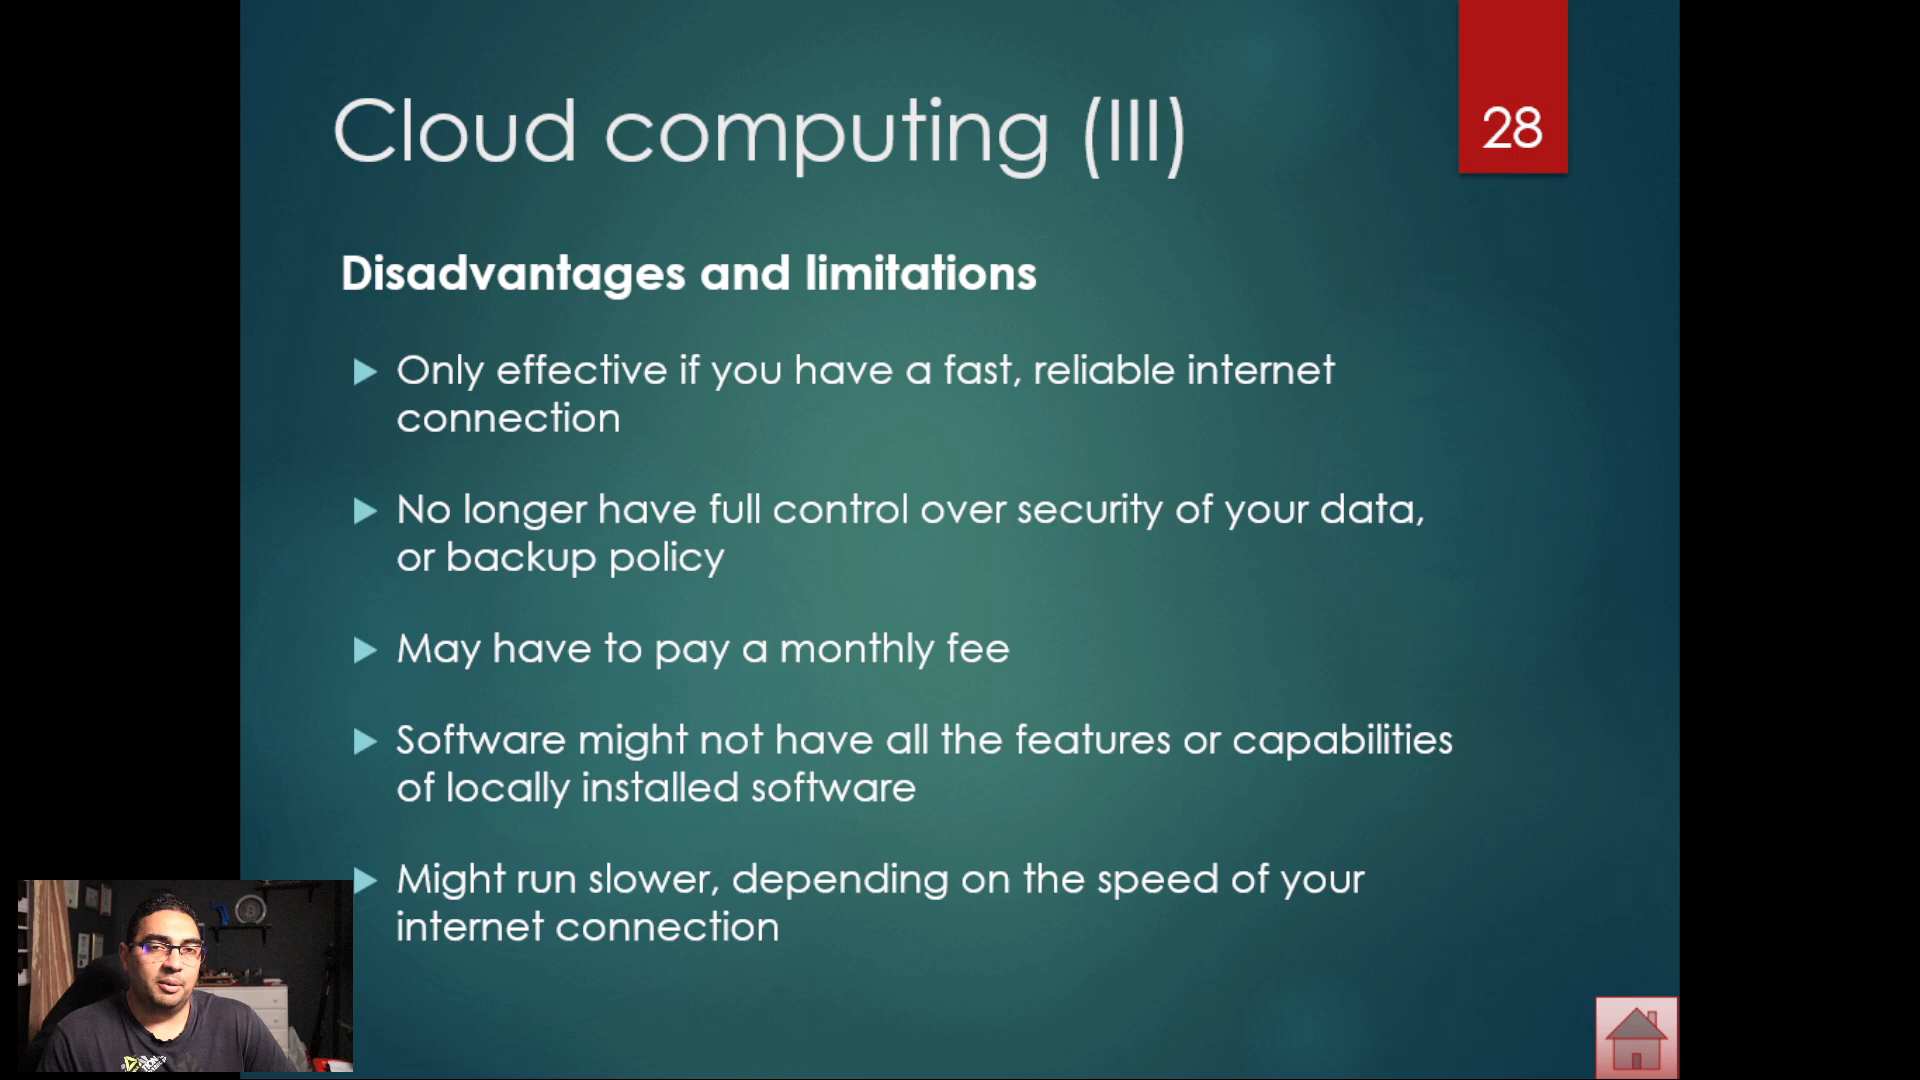 Cloud computing (III)
28
Disadvantages and limitations
Only effective if you have a fast, reliable internet
connection
No longer have full control over security of your data,
or backup policy
May have to pay a monthly fee
Software might not have all the features or capabilities
of locally installed software
Might run slower, depending on the speed of your
internet connection